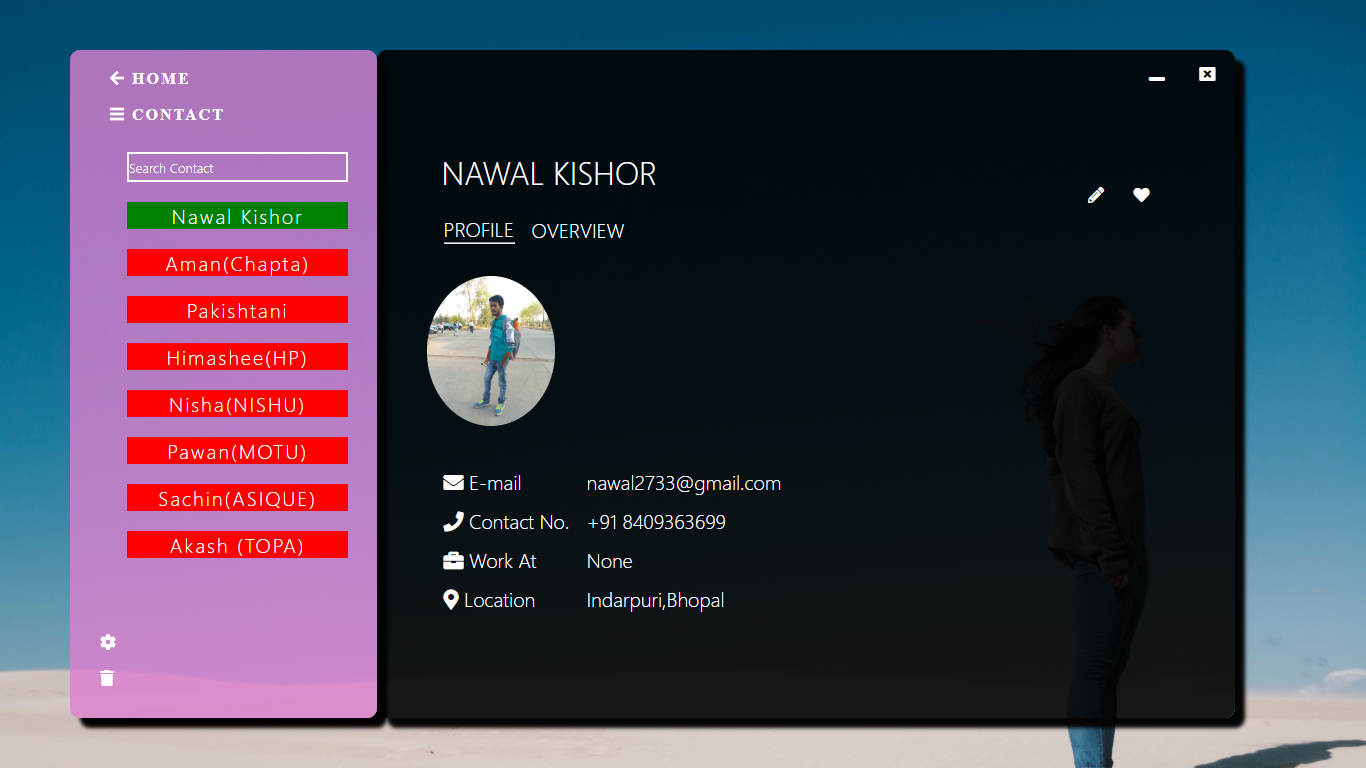 HOME
CONTACT
Search Contact
Nawal Kishor
Aman(Chapta)
Pakishtani
Himashee(HP)
Nisha(NISHU)
Pawan(MOTU)
Sachin(ASIQUE)
Akash (TOPA)
NAWAL KISHOR
PROFILE OVERVIEW
E-mail nawal2733@gmail.com
Contact No. +91 8409363699
Work At None
Location Indarpuri,Bhopal